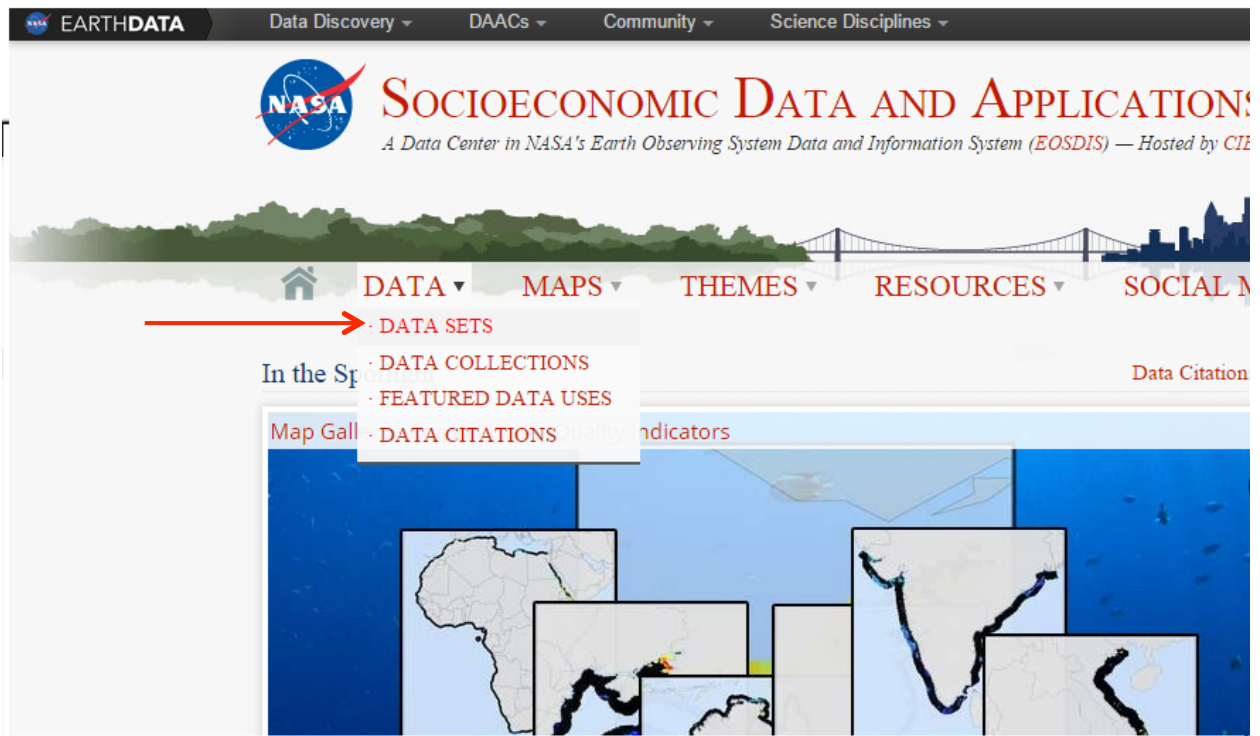 EARTHDATA Data Discovery DAACs Community Science Disciplines
NASA SOCIOECONOMIC DATA AND APPLICATIONS
A Data Center in NASA's Earth Observing System Data and Information System (EOSDIS) — Hosted by CIE
DATA MAPS THEMES RESOURCES SOCIAL
· DATA SETS
· DATA COLLECTIONS
In the Data Citation
· FEATURED DATA USES
Map Gall Quality Indicators
· DATA CITATIONS